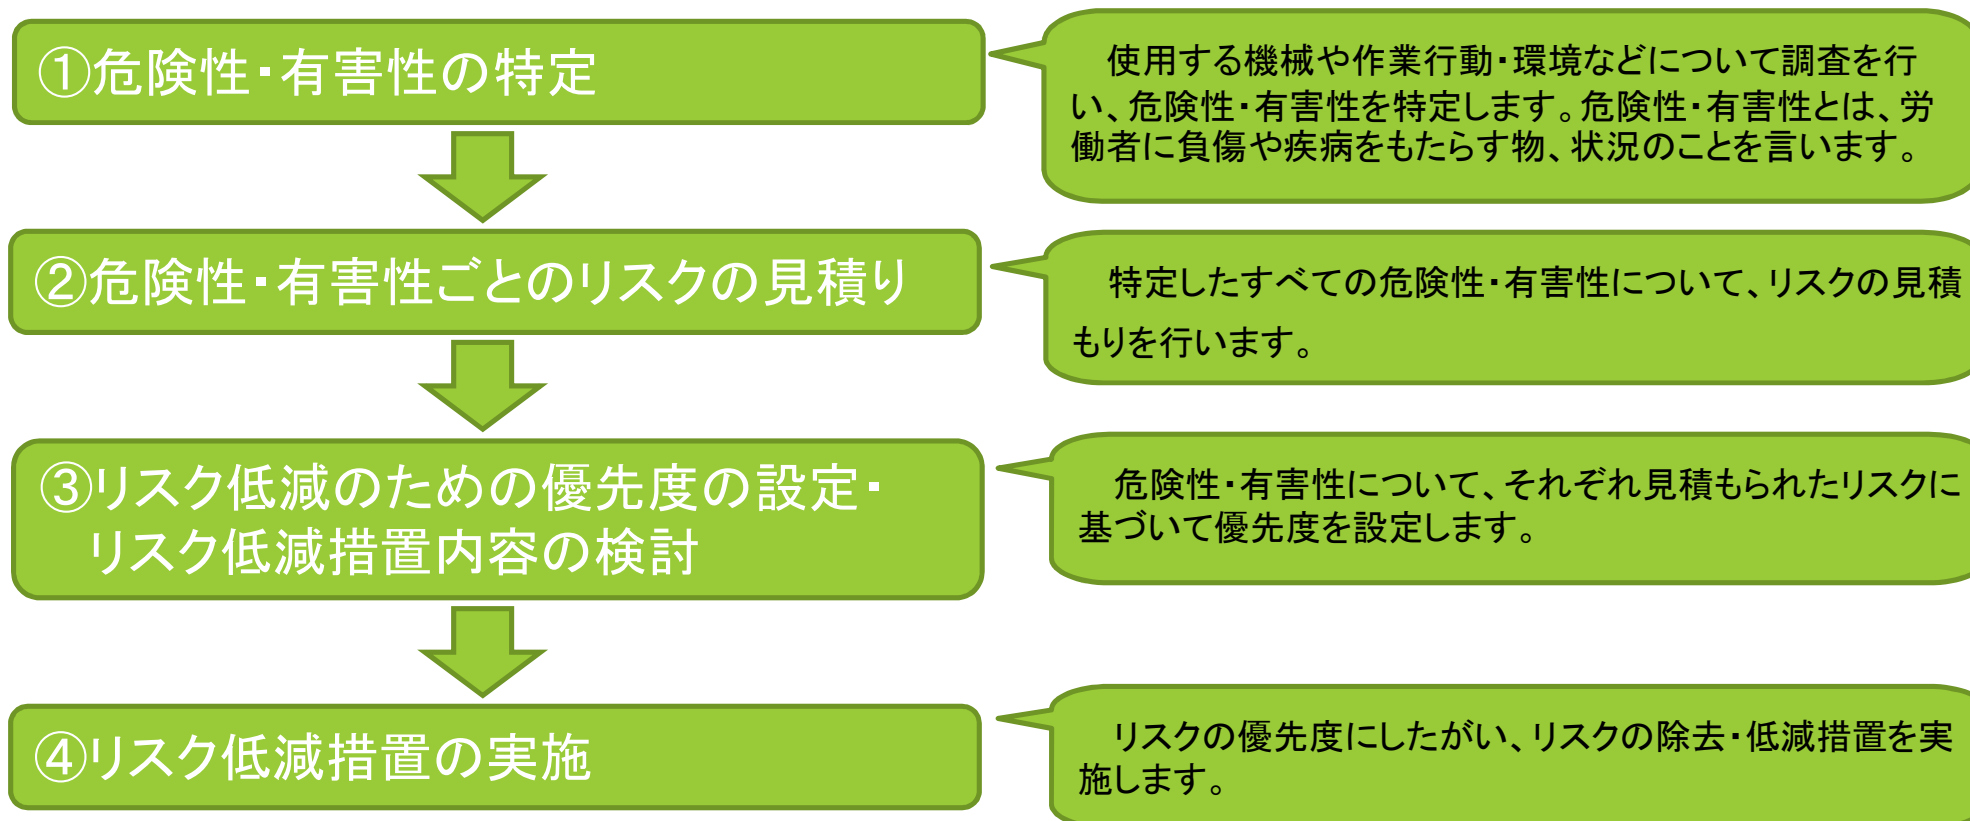 ①危険性・有害性の特定
使用する機械や作業行動・環境などについて調査を行
い、危険性・有害性を特定します。危険性・有害性とは、労
働者に負傷や疾病をもたらす物、状況のことを言います。
②危険性・有害性ごとのリスクの見積り
特定したすべての危険性・有害性について、リスクの見積
もりを行います。
③リスク低減のための優先度の設定・
リスク低減措置内容の検討
危険性・有害性について、それぞれ見積もられたリスクに
基づいて優先度を設定します。
④リスク低減措置の実施
リスクの優先度にしたがい、リスクの除去・低減措置を実
施します。